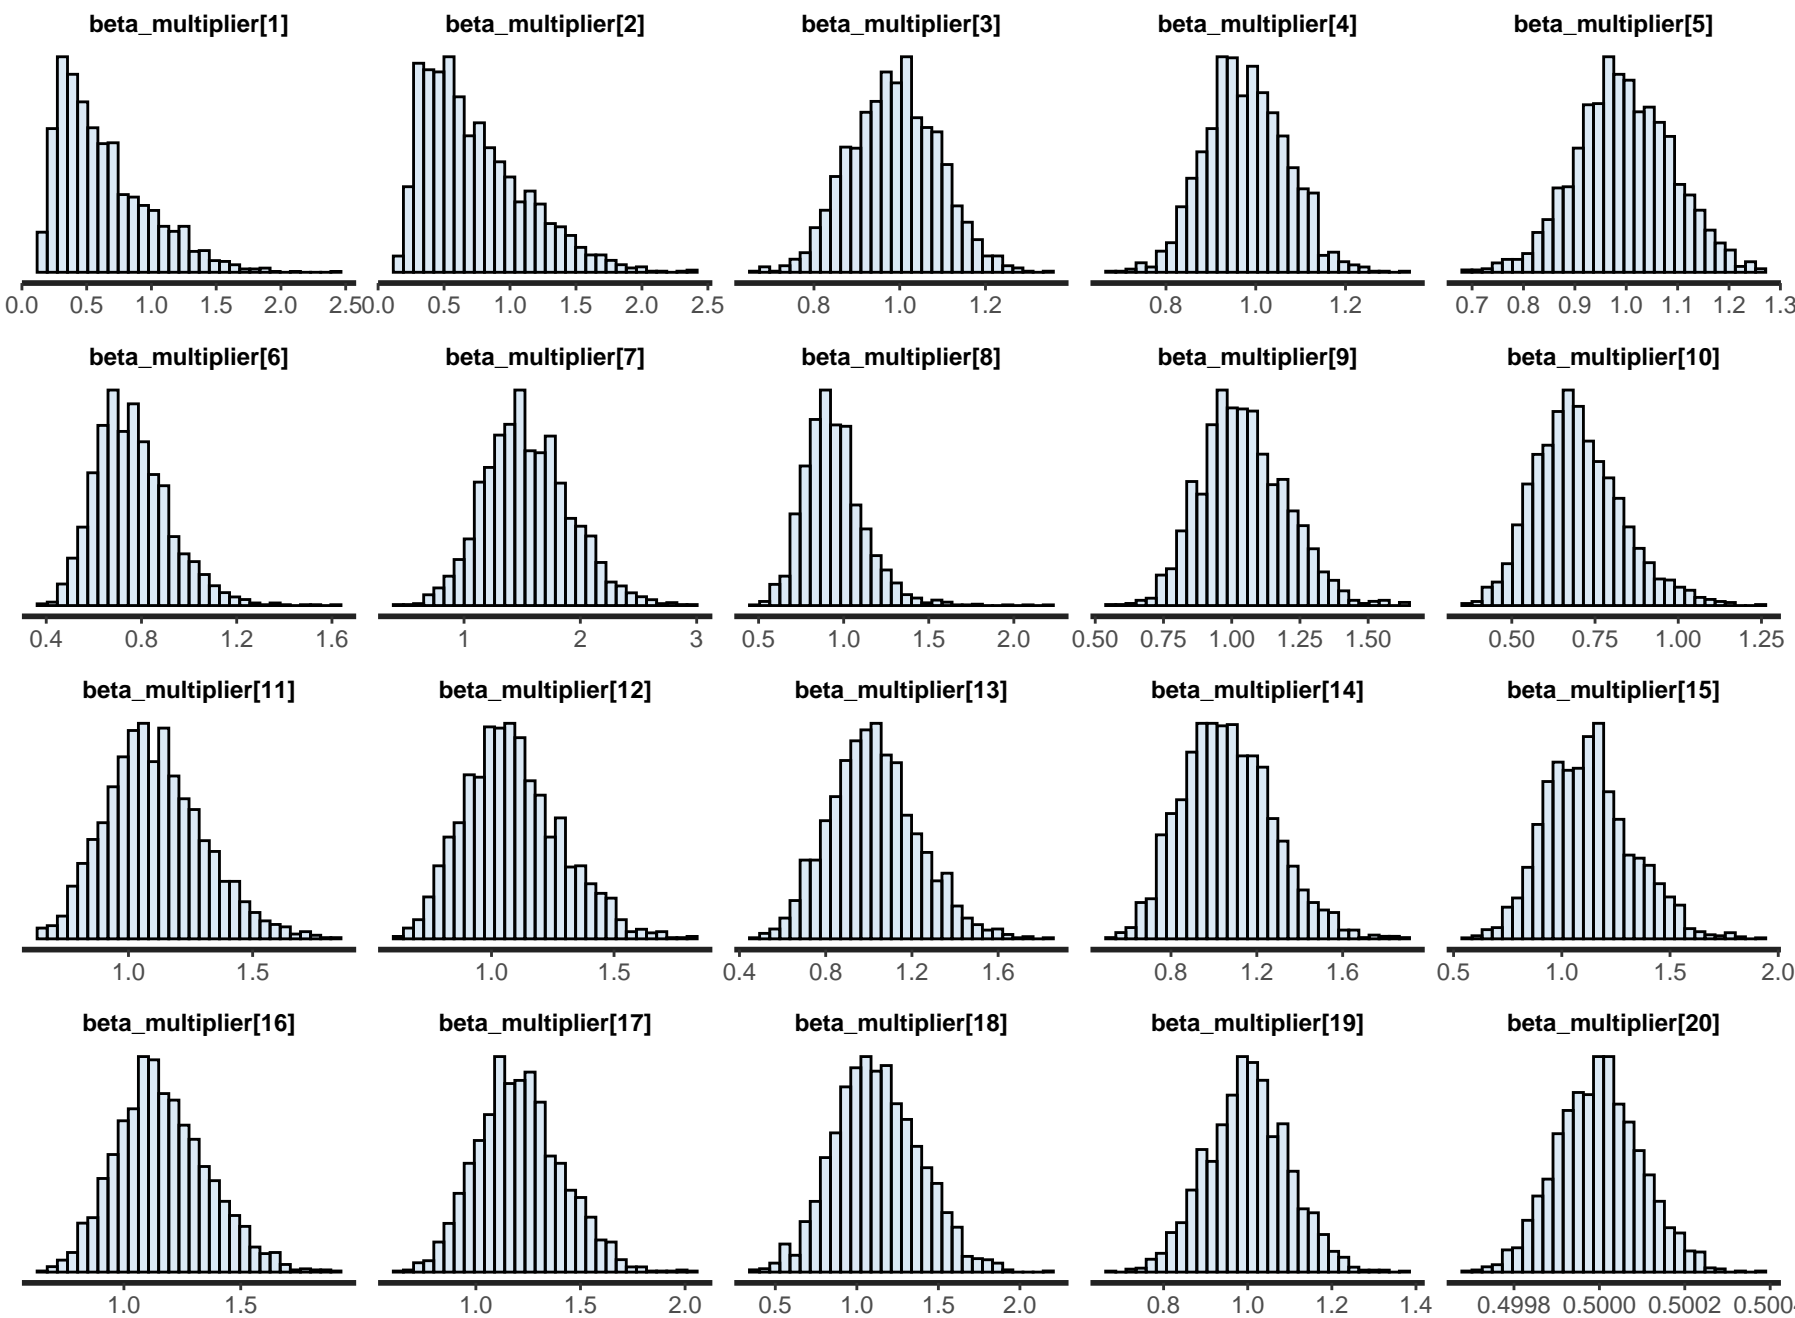 beta_multiplier[1] beta_multiplier[2] beta_multiplier[3] beta_multiplier[4] beta_multiplier[5]
0.0 0.5 1.0 1.5 2.0 2.5 0.0 0.5 1.0 1.5 2.0 2.5 0.8 1.0 1.2 0.8 1.0 1.2 0.7 0.8 0.9 1.0 1.1 1.2 1.3
beta_multiplier[6] beta_multiplier[7] beta_multiplier[8] beta_multiplier[9] beta_multiplier[10]
0.4 0.8 1.2 1.6 1 2 3 0.5 1.0 1.5 2.0 0.50 0.75 1.00 1.25 1.50 0.50 0.75 1.00 1.25
beta_multiplier[11] beta_multiplier[12] beta_multiplier[13] beta_multiplier[14] beta_multiplier[15]
1.0 1.5 1.0 1.5 0.4 0.8 1.2 1.6 0.8 1.2 1.6 0.5 1.0 1.5 2.0
beta_multiplier[16] beta_multiplier[17] beta_multiplier[18] beta_multiplier[19] beta_multiplier[20]
1.0 1.5 1.0 1.5 2.0 0.5 1.0 1.5 2.0 0.8 1.0 1.2 1.4 0.4998 0.5000 0.5002 0.5004